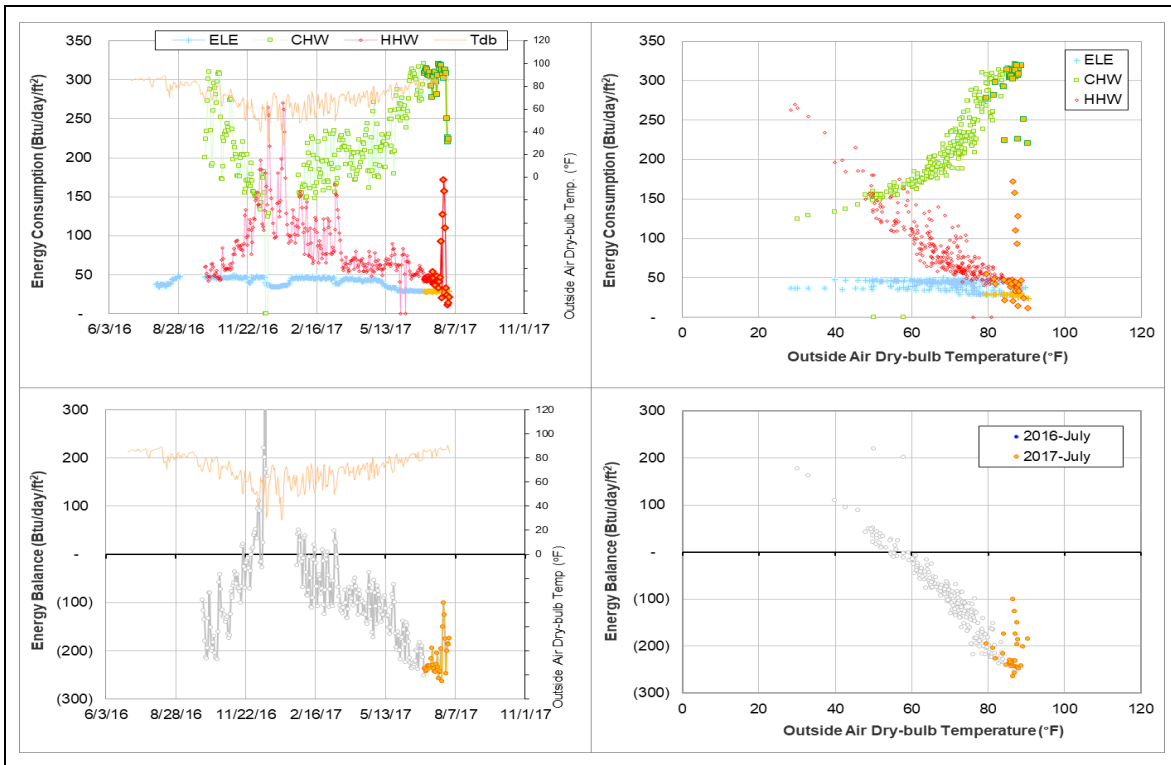 ELE CHW HHW Tdb
Energy Consumption (Btu/day/ft²)
350
300
250
200
150
100
50
-
120
100
80
60
40
20
0
Outside Air Dry-bulb Temp. (°F)
6/3/16 8/28/16 11/22/16 2/16/17 5/13/17 8/7/17 11/1/17
ELE
CHW
HHW
Energy Consumption (Btu/day/ft²)
350
300
250
200
150
100
50
-
0 20 40 60 80 100 120
Outside Air Dry-bulb Temperature (°F)
Energy Balance (Btu/day/ft²)
300
200
100
-
(100)
(200)
(300)
120
100
80
60
40
20
0
Outside Air Dry-bulb Temp (°F)
6/3/16 8/28/16 11/22/16 2/16/17 5/13/17 8/7/17 11/1/17
2016-July
2017-July
Energy Balance (Btu/day/ft²)
300
200
100
-
(100)
(200)
(300)
0 20 40 60 80 100 120
Outside Air Dry-bulb Temperature (°F)